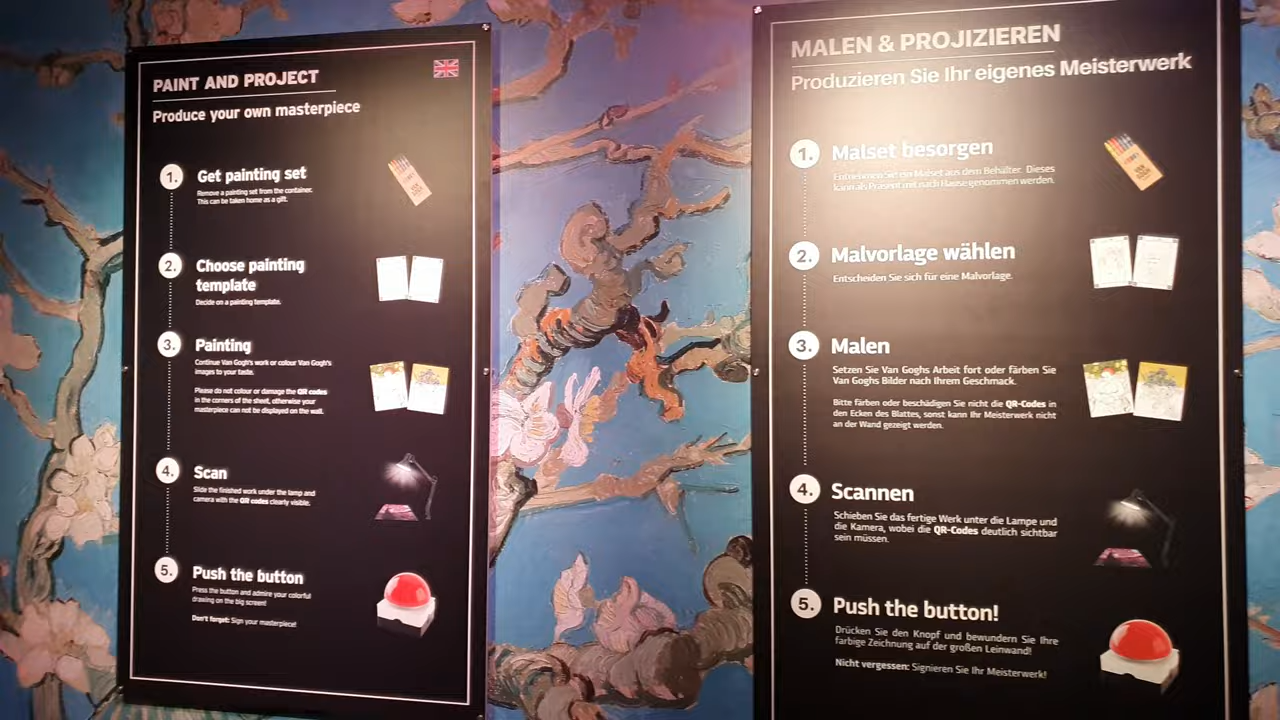 PAINT AND PROJECT
Produce your own masterpiece
1.
Get painting set
Remove a painting set from the container.
This can be taken home as a gift.
2.
Choose painting
template
Decide on a painting template.
3.
Painting
Continue Van Gogh's work or colour Van Gogh's
images to your taste.
Please do not colour or damage the QR codes
in the corners of the sheet, otherwise your
masterpiece can not be displayed on the wall.
4.
Scan
Slide the finished work under the lamp and
camera with the QR codes clearly visible.
5.
Push the button
Press the button and admire your colorful
drawing on the big screen!
Don't forget: Sign your masterpiece!
MALEN & PROJIZIEREN
Produzieren Sie Ihr eigenes Meisterwerk
1.
Malset besorgen
Entnehmen Sie ein Malset aus dem Behälter. Dieses
kann als Präsent mit nach Hause genommen werden.
2.
Malvorlage wählen
Entscheiden Sie sich für eine Malvorlage.
3.
Malen
Setzen Sie Van Goghs Arbeit fort oder färben Sie
Van Goghs Bilder nach Ihrem Geschmack.
Bitte färben oder beschädigen Sie nicht die QR-Codes in
den Ecken des Blattes, sonst kann Ihr Meisterwerk nicht
an der Wand gezeigt werden.
4.
Scannen
Schieben Sie das fertige Werk unter die Lampe und
die Kamera, wobei die QR-Codes deutlich sichtbar
sein müssen.
5.
Push the button!
Drücken Sie den Knopf und bewundern Sie Ihre
farbige Zeichnung auf der großen Leinwand!
Nicht vergessen: Signieren Sie Ihr Meisterwerk!